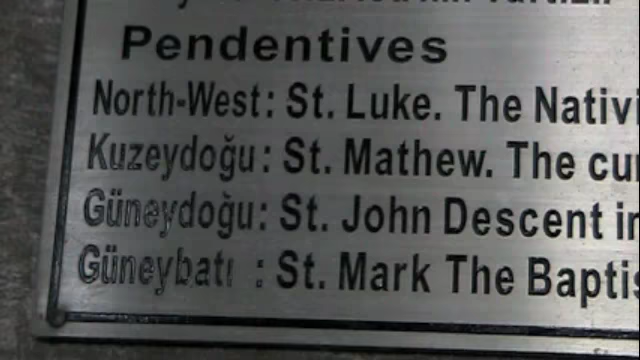 Pendentives
North-West: St. Luke. The Nativi
Kuzeydoğu: St. Mathew. The cu
Güneydoğu: St. John Descent in
Güneybatı : St. Mark The Baptis